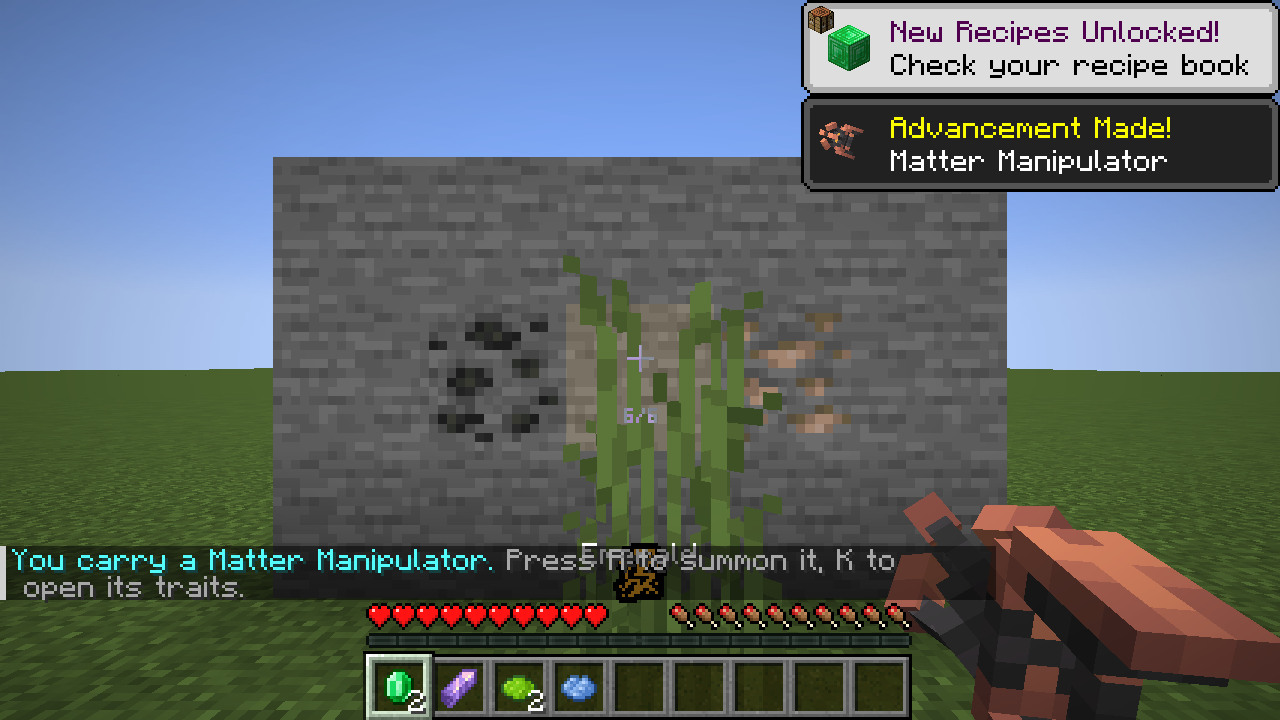 New Recipes Unlocked!
Check your recipe book
Advancement Made!
Matter Manipulator
6/6
Emerald
You carry a Matter Manipulator. Press R to summon it, K to
open its traits.
2
2